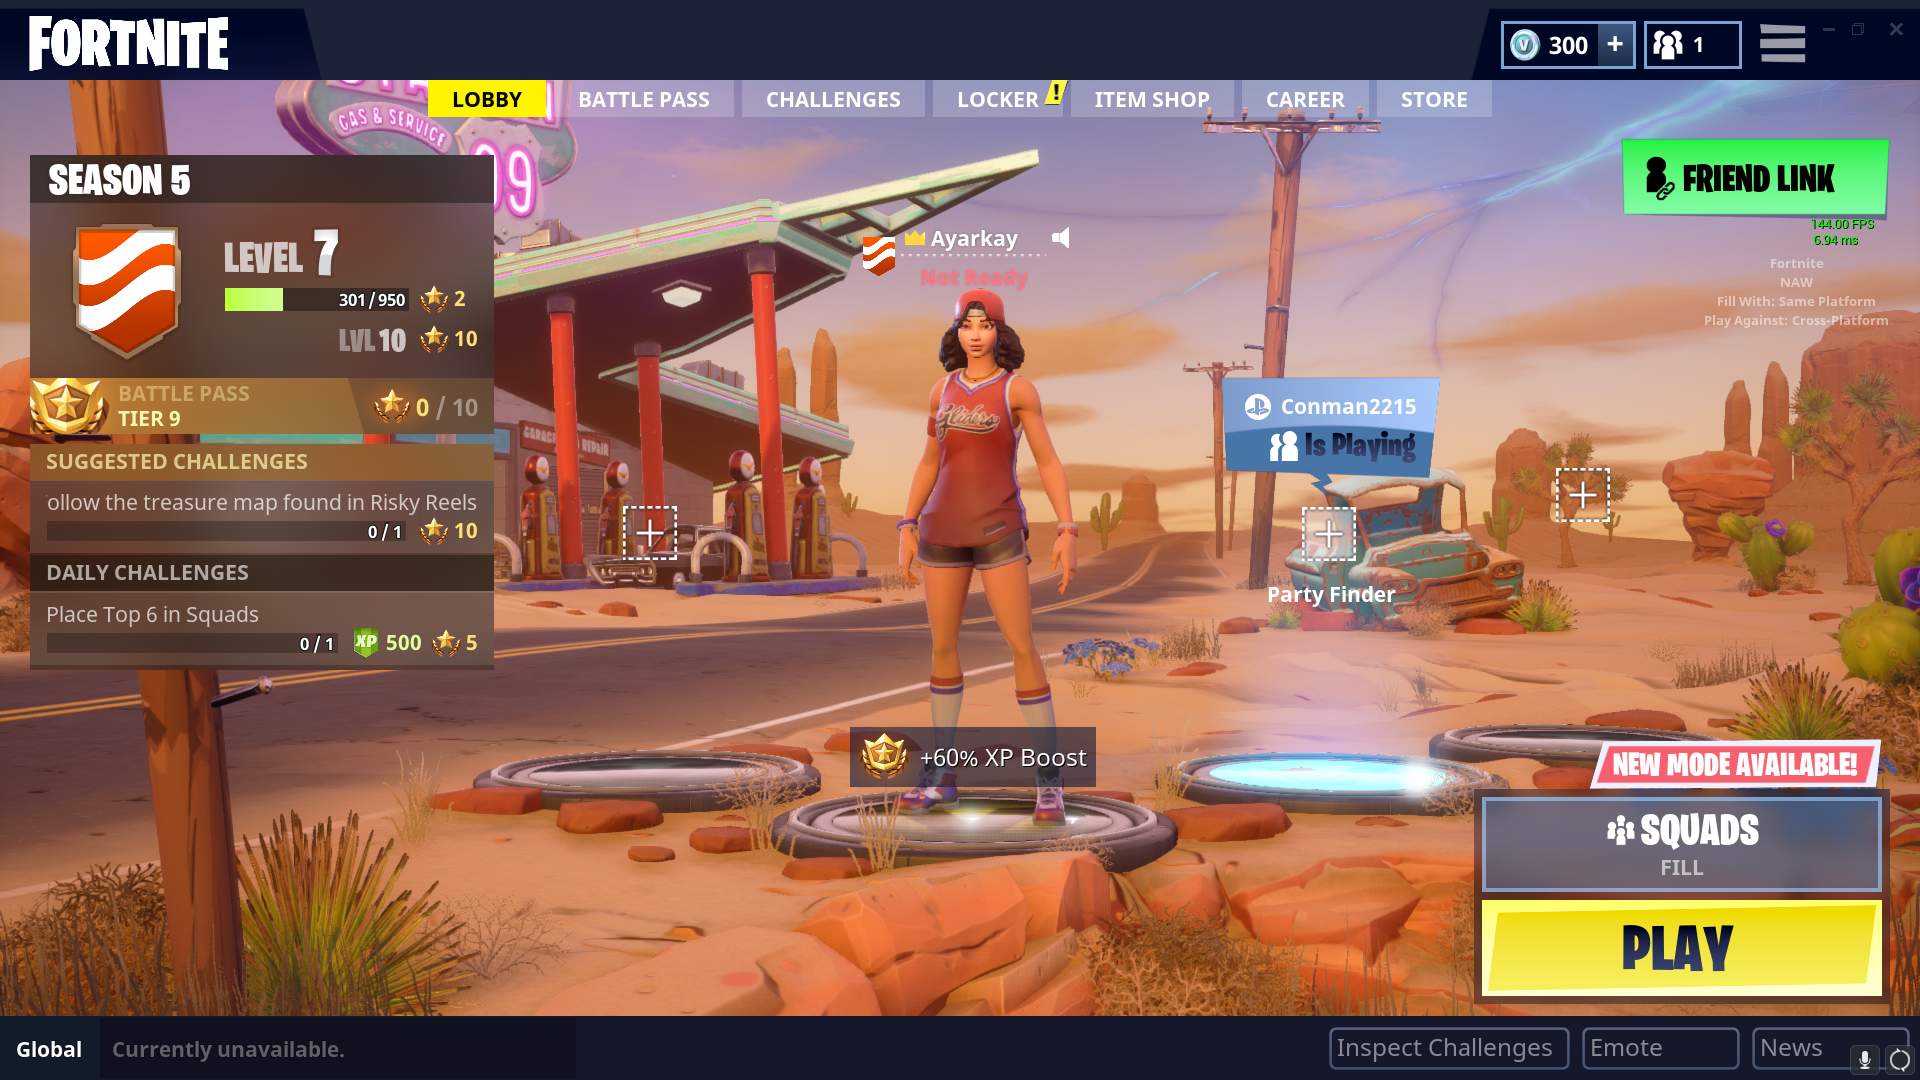 FORTNITE
300 +
1
LOBBY
BATTLE PASS
CHALLENGES
LOCKER !
ITEM SHOP
CAREER
STORE
GAS & SERVICE
99
SEASON 5
LEVEL 7
301/950
2
LVL 10
10
BATTLE PASS
TIER 9
0 / 10
SUGGESTED CHALLENGES
ollow the treasure map found in Risky Reels
0 / 1
10
DAILY CHALLENGES
Place Top 6 in Squads
0 / 1
XP 500
5
Ayarkay
Not Ready
Gliders
GARAGE REPAIR
+60% XP Boost
Conman2215
Is Playing
Party Finder
FRIEND LINK
144.00 FPS
6.94 ms
Fortnite
NAW
Fill With: Same Platform
Play Against: Cross-Platform
NEW MODE AVAILABLE!
SQUADS
FILL
PLAY
Global
Currently unavailable.
Inspect Challenges
Emote
News